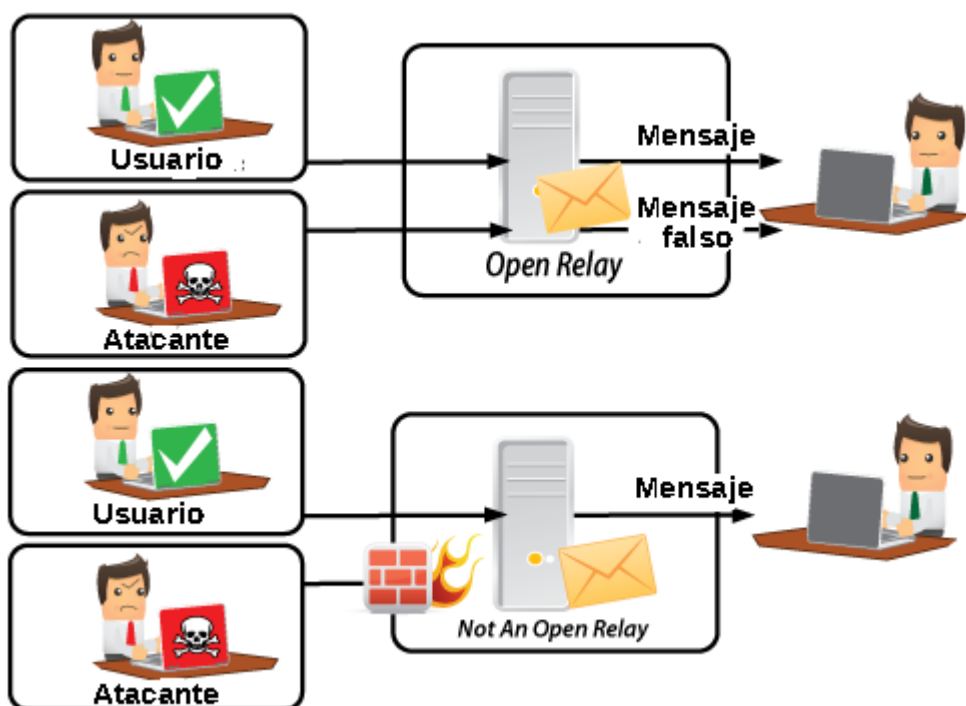 Usuario
Mensaje
Mensaje
falso
Open Relay
Atacante
Usuario
Mensaje
Not An Open Relay
Atacante